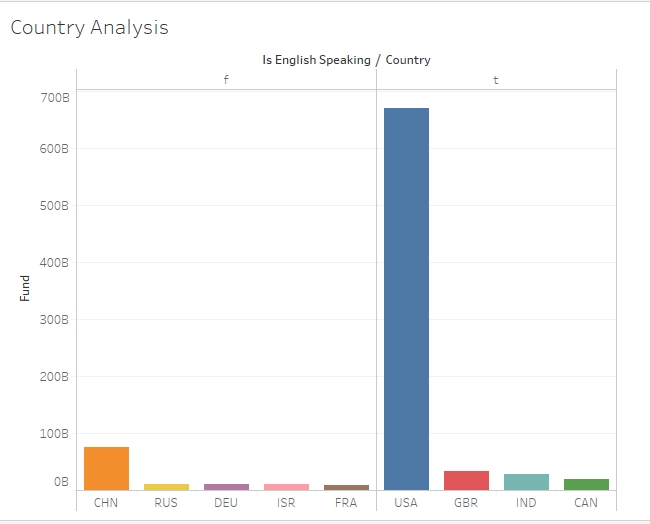 Country Analysis
Is English Speaking / Country
f t
700B
600B
500B
400B
300B
200B
100B
0B
Fund
CHN RUS DEU ISR FRA USA GBR IND CAN